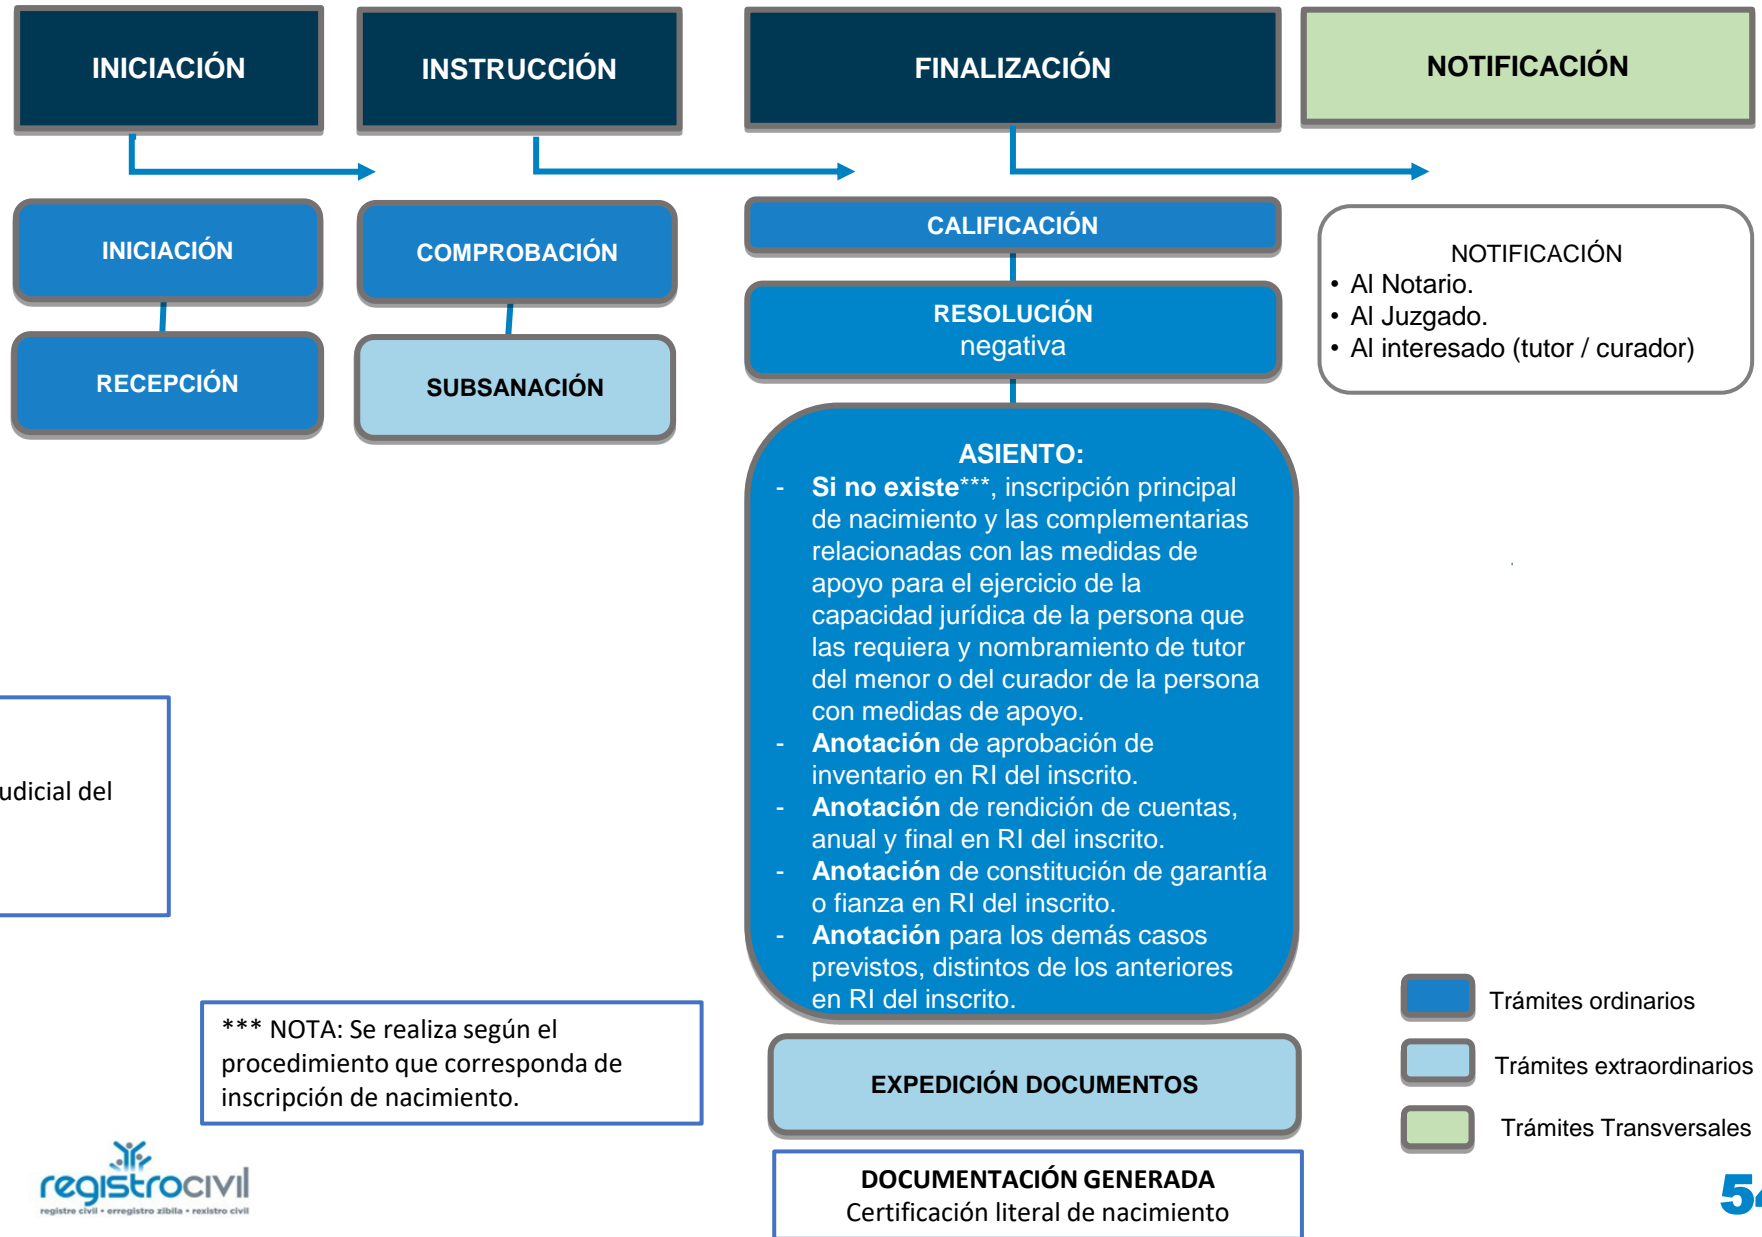 INICIACIÓN
INSTRUCCIÓN
FINALIZACIÓN
NOTIFICACIÓN
INICIACIÓN
RECEPCIÓN
COMPROBACIÓN
SUBSANACIÓN
CALIFICACIÓN
RESOLUCIÓN
negativa
ASIENTO:
- Si no existe***, inscripción principal
de nacimiento y las complementarias
relacionadas con las medidas de
apoyo para el ejercicio de la
capacidad jurídica de la persona que
las requiera y nombramiento de tutor
del menor o del curador de la persona
con medidas de apoyo.
- Anotación de aprobación de
inventario en RI del inscrito.
- Anotación de rendición de cuentas,
anual y final en RI del inscrito.
- Anotación de constitución de garantía
o fianza en RI del inscrito.
- Anotación para los demás casos
previstos, distintos de los anteriores
en RI del inscrito.
EXPEDICIÓN DOCUMENTOS
DOCUMENTACIÓN GENERADA
Certificación literal de nacimiento
NOTIFICACIÓN
• Al Notario.
• Al Juzgado.
• Al interesado (tutor / curador)
udicial del
*** NOTA: Se realiza según el
procedimiento que corresponda de
inscripción de nacimiento.
Trámites ordinarios
Trámites extraordinarios
Trámites Transversales
registrocivil
registre civil • erregistro zibila • rexistro civil
54